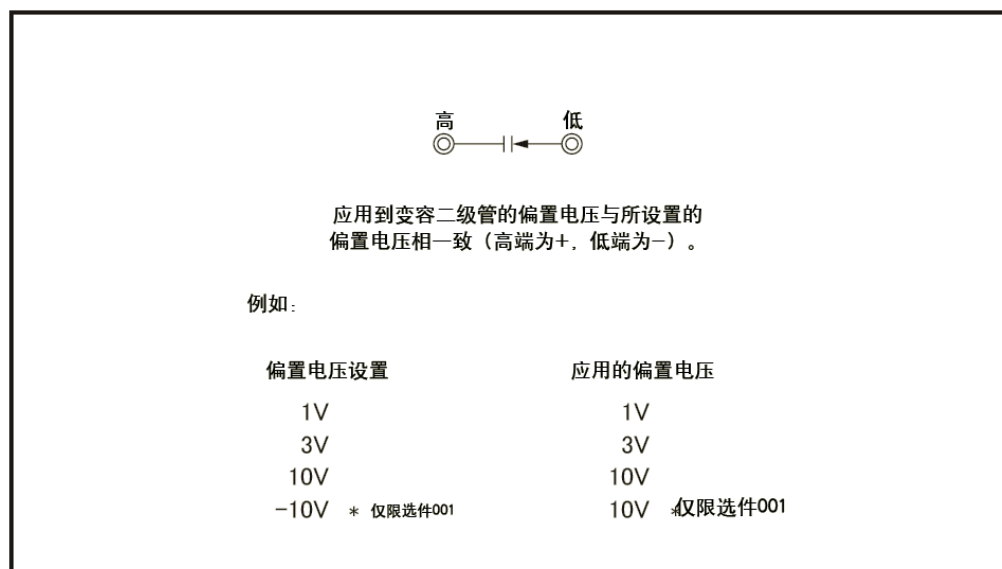 高 低
应用到变容二级管的偏置电压与所设置的
偏置电压相一致（高端为+，低端为−）。
例如：
偏置电压设置 应用的偏置电压
1V 1V
3V 3V
10V 10V
−10V * 仅限选件001 10V *仅限选件001